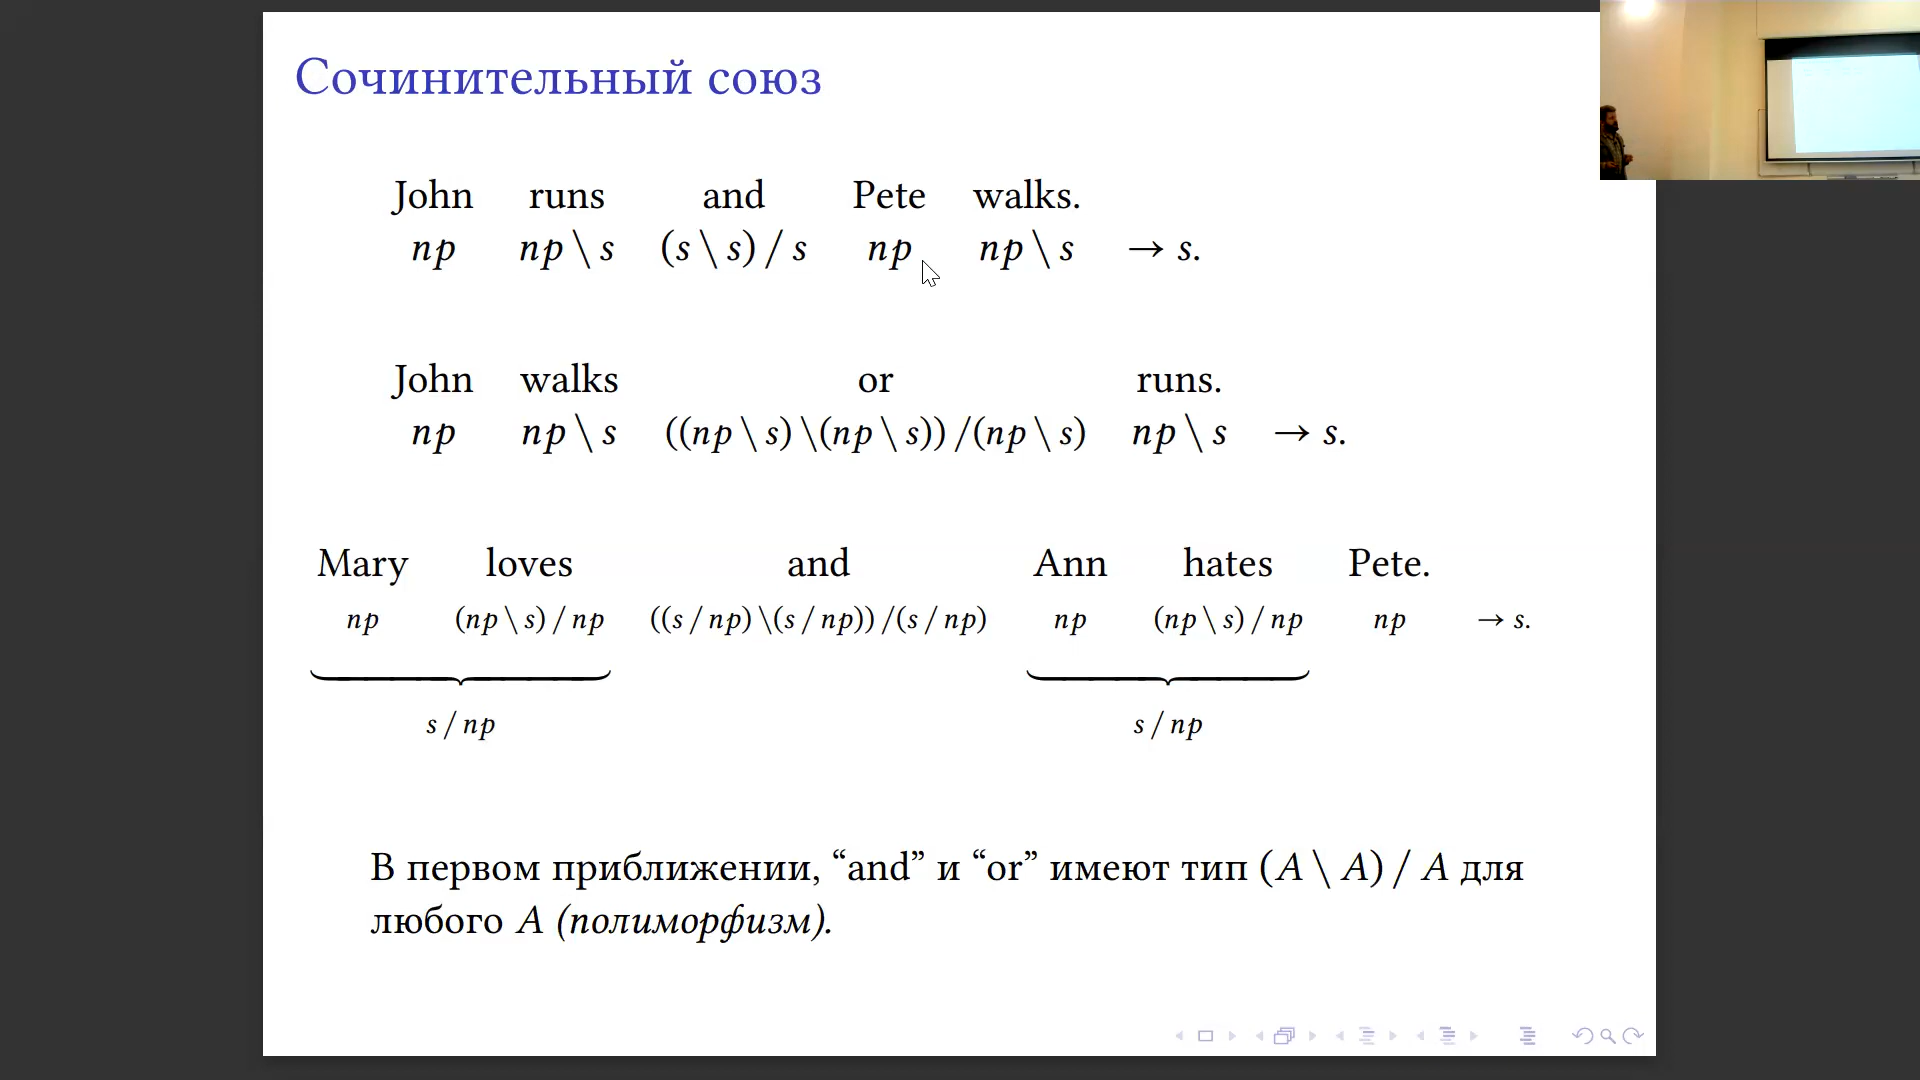 Сочинительный союз
John runs and Pete walks.
np np \ s (s \ s) / s np np \ s → s.
John walks or runs.
np np \ s ((np \ s) \ (np \ s)) / (np \ s) np \ s → s.
Mary loves and Ann hates Pete.
np (np \ s) / np ((s / np) \ (s / np)) / (s / np) np (np \ s) / np np → s.
s / np s / np
В первом приближении, “and” и “or” имеют тип (A \ A) / A для
любого A (полиморфизм).